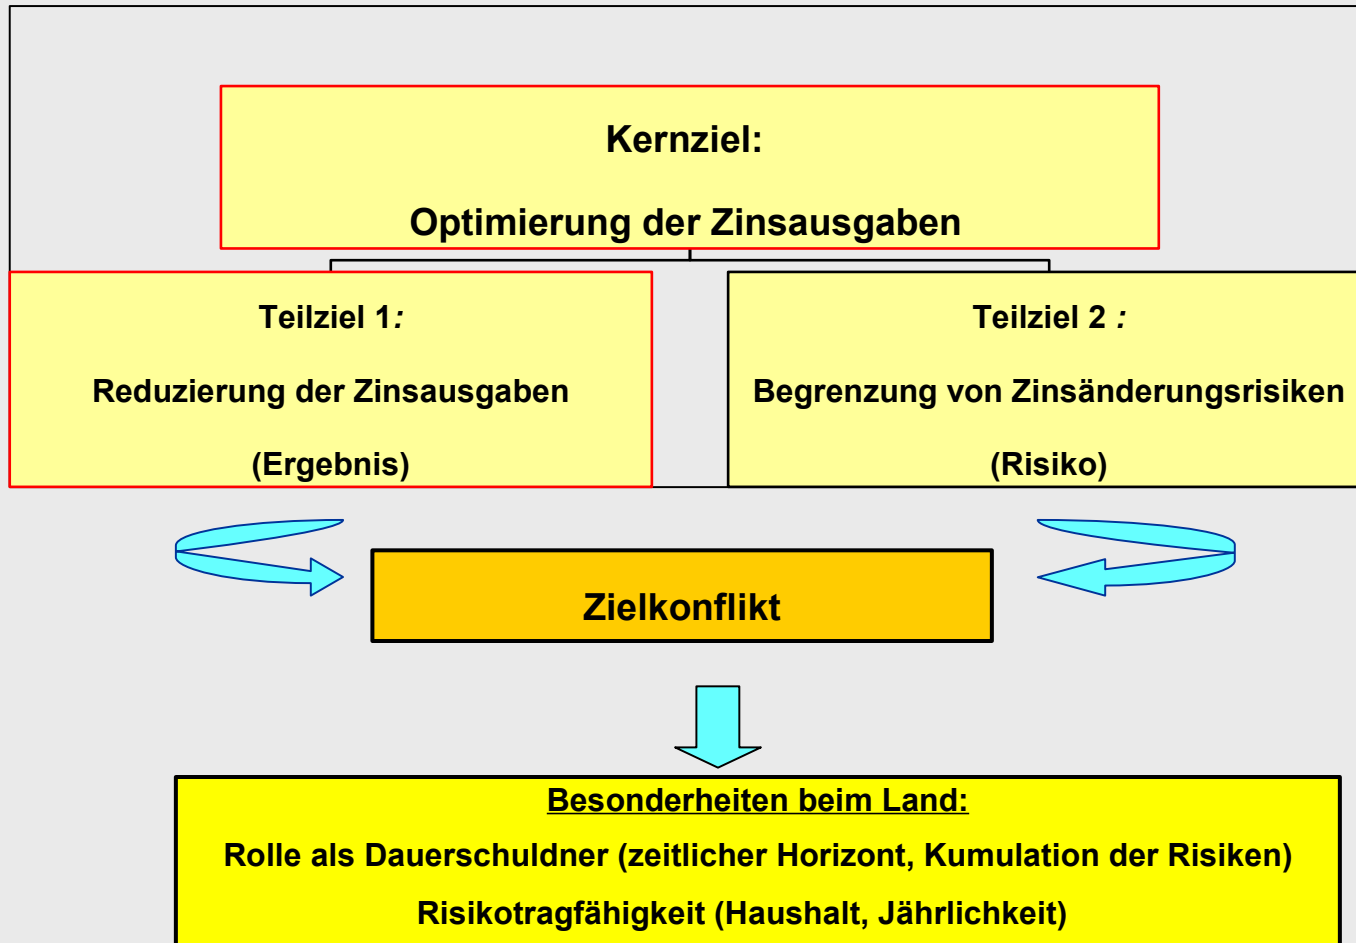 Kernziel:
Optimierung der Zinsausgaben
Teilziel 1:
Reduzierung der Zinsausgaben
(Ergebnis)
Teilziel 2 :
Begrenzung von Zinsänderungsrisiken
(Risiko)
Zielkonflikt
Besonderheiten beim Land:
Rolle als Dauerschuldner (zeitlicher Horizont, Kumulation der Risiken)
Risikotragfähigkeit (Haushalt, Jährlichkeit)